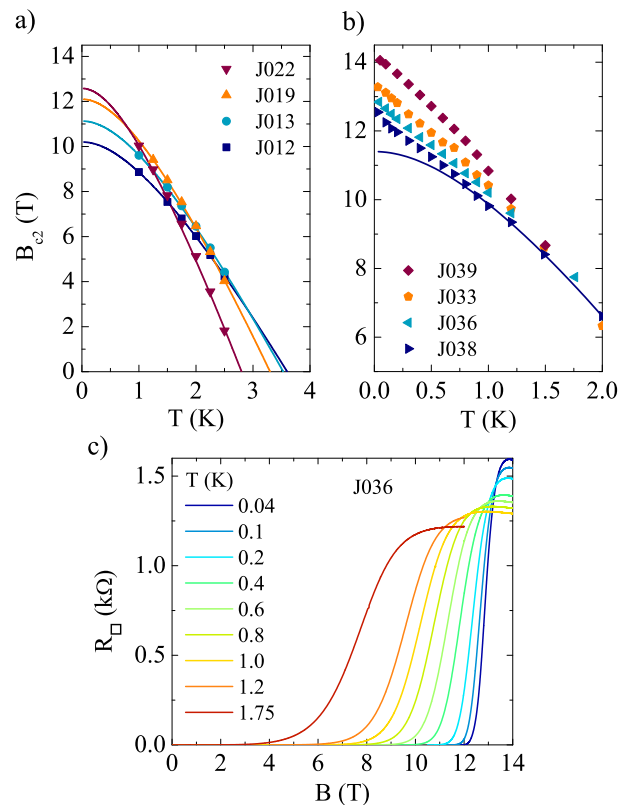 a)
14
12
10
8
6
4
2
0
B_c2 (T)
J022
J019
J013
J012
0 1 2 3 4
T (K)
b)
14
12
10
8
6
J039
J033
J036
J038
0.0 0.5 1.0 1.5 2.0
T (K)
c)
1.5
1.0
0.5
0.0
R□ (kΩ)
T (K)
J036
0.04
0.1
0.2
0.4
0.6
0.8
1.0
1.2
1.75
0 2 4 6 8 10 12 14
B (T)